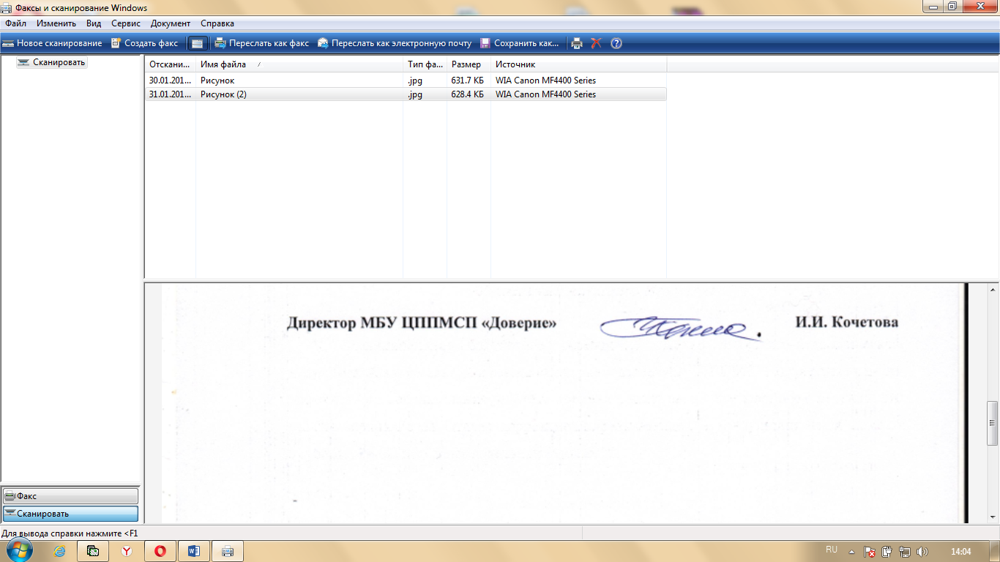 Факсы и сканирование Windows
Файл Изменить Вид Сервис Документ Справка
Новое сканирование Создать факс Переслать как факс Переслать как электронную почту Сохранить как...
Сканировать
Отскани... Имя файла Тип фа... Размер Источник
30.01.201... Рисунок .jpg 631.7 КБ WIA Canon MF4400 Series
31.01.201... Рисунок (2) .jpg 628.4 КБ WIA Canon MF4400 Series
Директор МБУ ЦППМСП «Доверие» И.И. Кочетова
Факс
Сканировать
Для вывода справки нажмите <F1
RU 14:04